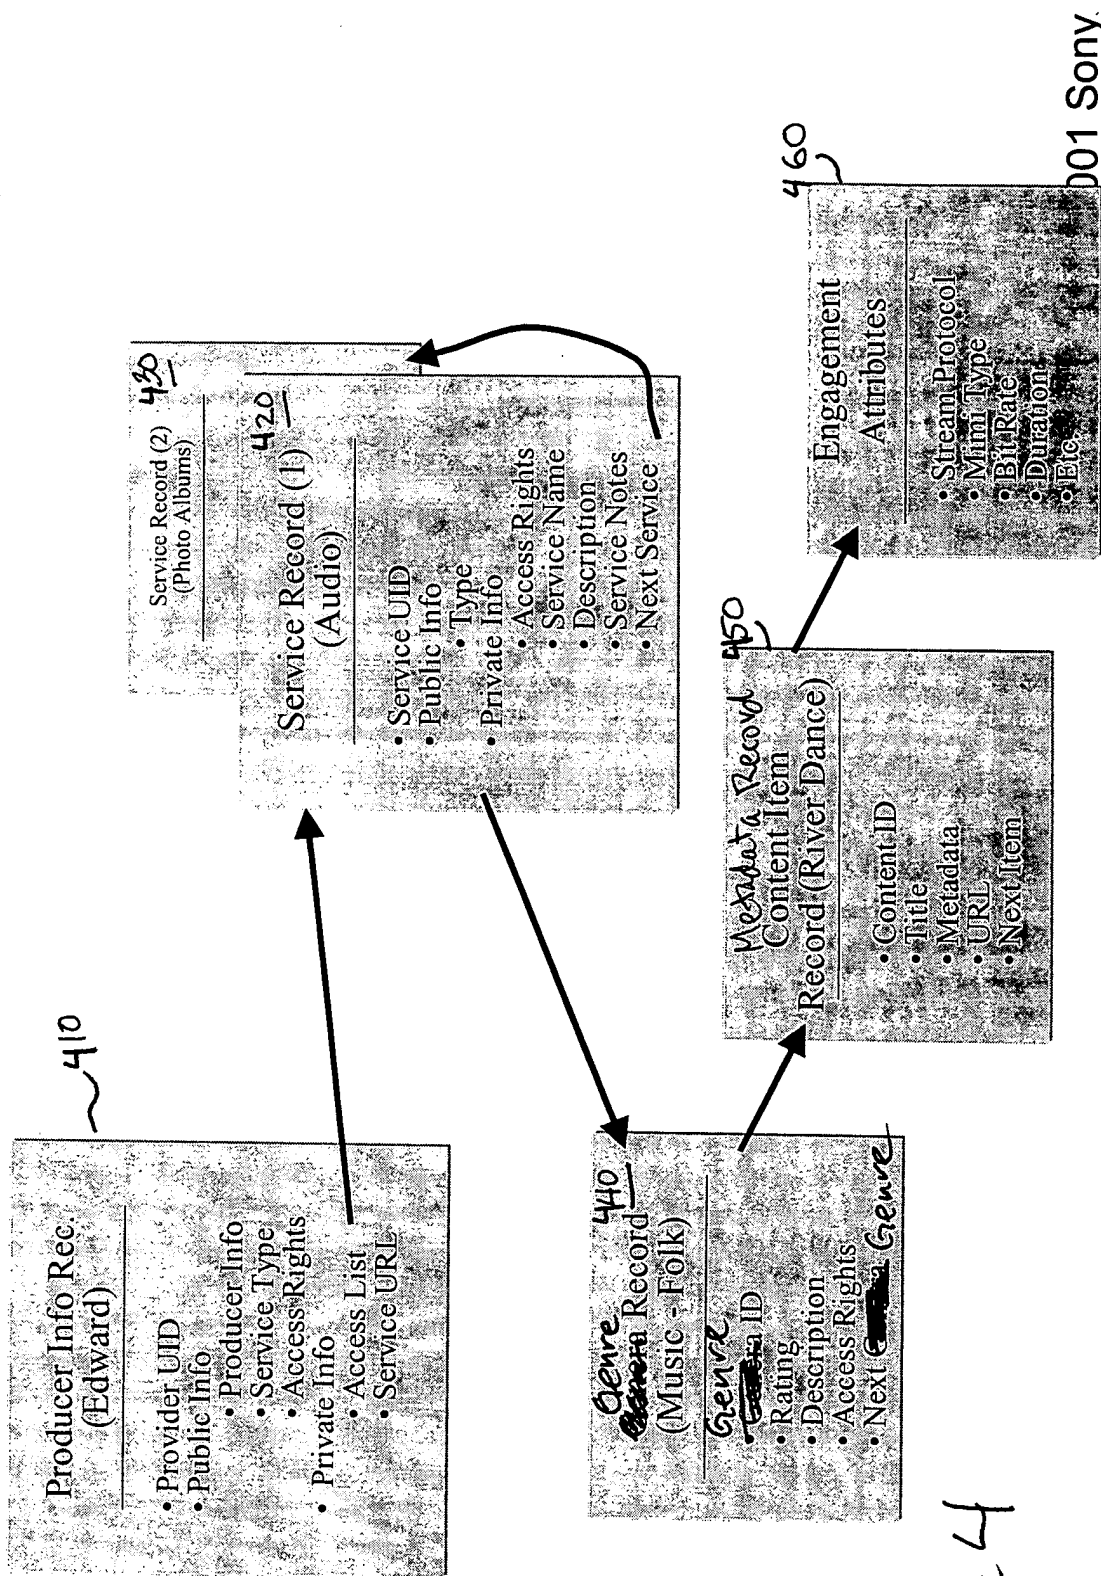 Producer Info Rec.
(Edward)
410
• Provider UID
• Public Info
• Producer Info
• Service Type
• Access Rights
• Private Info
• Access List
• Service URL
Service Record (2)
(Photo Albums)
430
Service Record (1)
(Audio)
420
• Service UID
• Public Info
• Type
• Private Info
• Access Rights
• Service Name
• Description
• Service Notes
• Next Service
Genre
440
Record
(Music - Folk)
Genre
• ID
• Rating
• Description
• Access Rights
• Next Genre
Metadata Record
450
Content Item
Record (River Dance)
• Content ID
• Title
• Metadata
• URL
• Next Item
460
Engagement
Attributes
• Stream Protocol
• Mimi Type
• Bit Rate
• Duration
• Etc
4
001 Sony.